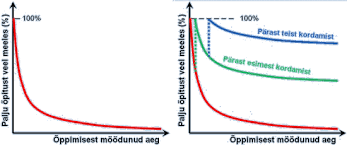 Palju õpitust veel meeles (%)
100%
Õppimisest möödunud aeg
Palju õpitust veel meeles (%)
100%
Pärast teist kordamist
Pärast esimest kordamist
Õppimisest möödunud aeg